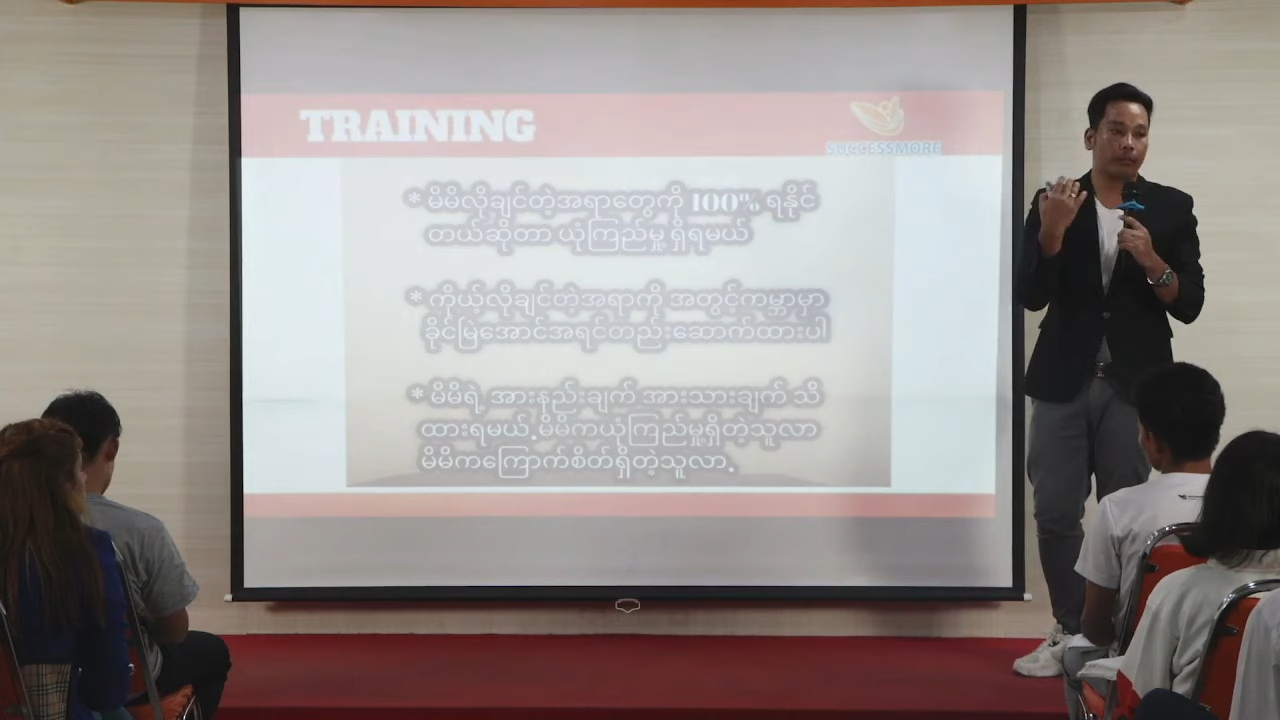 TRAINING
SUCCESSMORE
* မိမိလိုချင်တဲ့အရာတွေကို 100% ရနိုင်
တယ်ဆိုတာ ယုံကြည်မှု ရှိရမယ်
* ကိုယ်လိုချင်တဲ့အရာကို အတွင်ကမ္ဘာမှာ
ခိုင်မြဲအောင်အရင်တည်းဆောက်ထားပါ
* မိမိရဲ့ အားနည်းချက် အားသားချက် သိ
ထားရမယ်.မိမိကယုံကြည်မှုရှိတဲ့သူလာ
မိမိကကြောက်စိတ်ရှိတဲ့သူလာ.